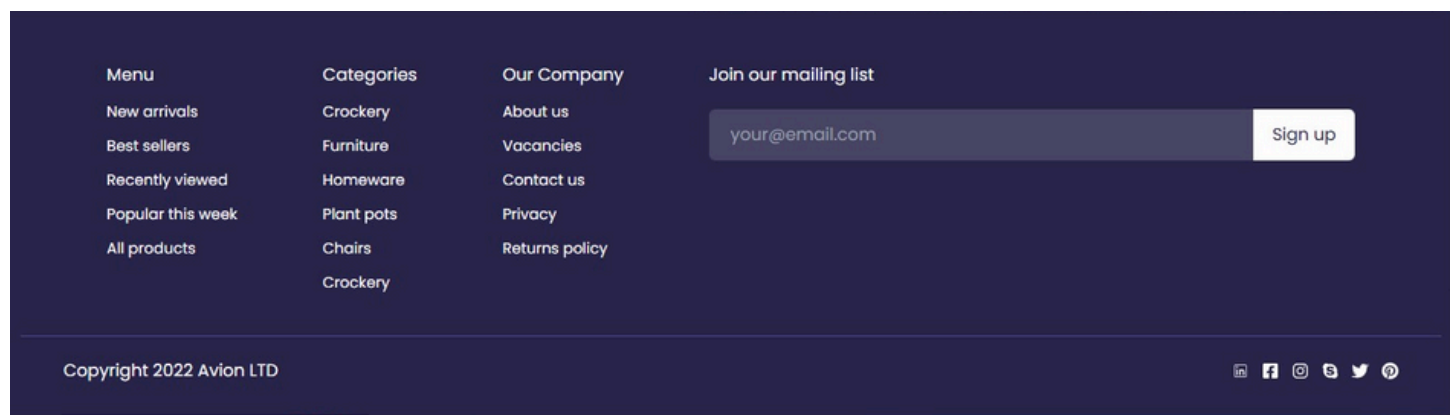 Menu
New arrivals
Best sellers
Recently viewed
Popular this week
All products
Categories
Crockery
Furniture
Homeware
Plant pots
Chairs
Crockery
Our Company
About us
Vacancies
Contact us
Privacy
Returns policy
Join our mailing list
your@email.com
Sign up
Copyright 2022 Avion LTD